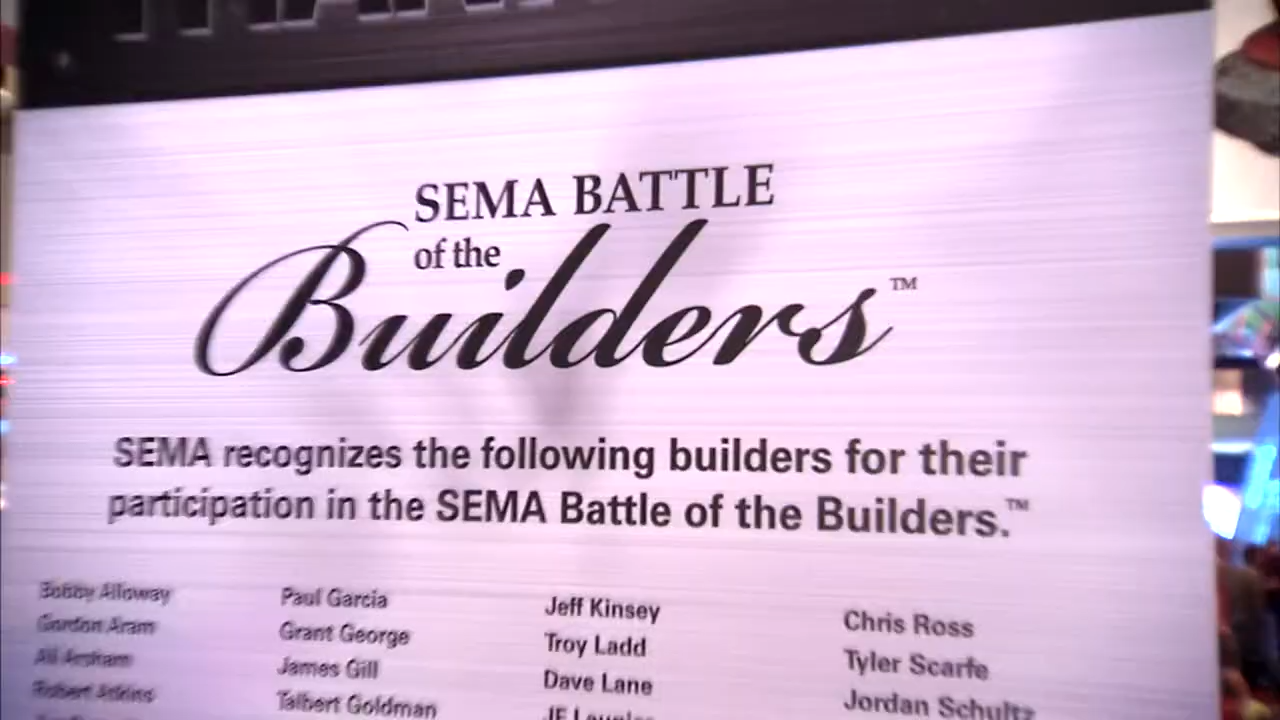 SEMA BATTLE
of the
Builders™
SEMA recognizes the following builders for their
participation in the SEMA Battle of the Builders.™
Bobby Alloway
Gordon Aram
Robert Atkins
Paul Garcia
Grant George
James Gill
Talbert Goldman
Jeff Kinsey
Troy Ladd
Dave Lane
Chris Ross
Tyler Scarfe
Jordan Schultz